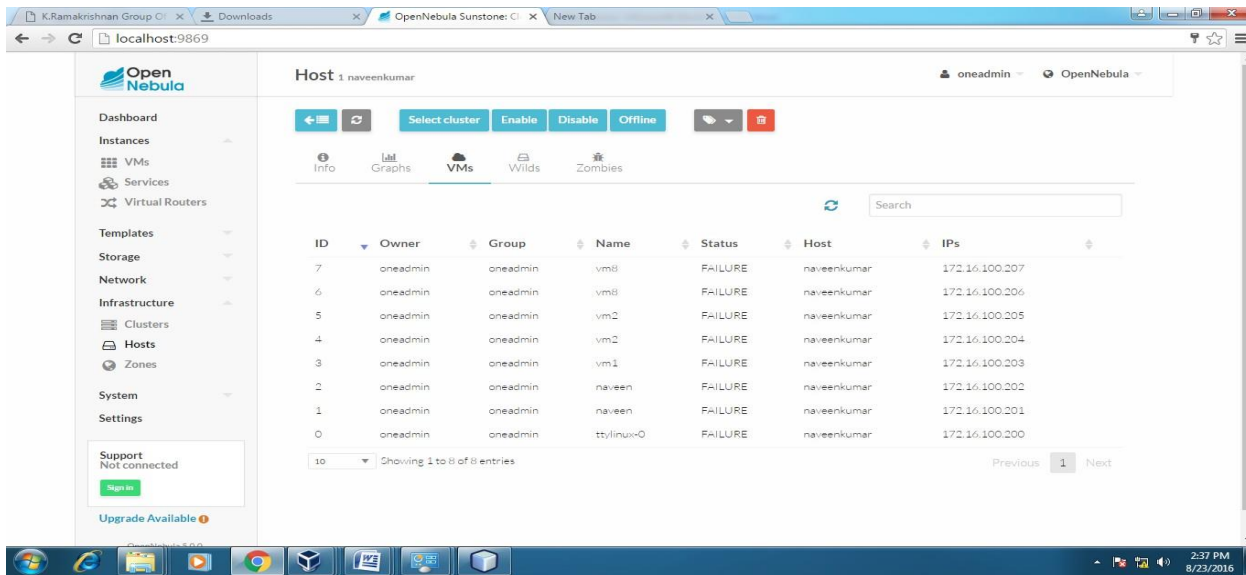 K.Ramakrishnan Group Of
Downloads
OpenNebula Sunstone: Cl
New Tab
localhost:9869
Open
Nebula
Host 1 naveenkumar
oneadmin
OpenNebula
Dashboard
Instances
VMs
Services
Virtual Routers
Templates
Storage
Network
Infrastructure
Clusters
Hosts
Zones
System
Settings
Support
Not connected
Sign in
Upgrade Available
OpenNebula 5.0.0
Select cluster Enable Disable Offline
Info Graphs VMs Wilds Zombies
Search
ID Owner Group Name Status Host IPs
7 oneadmin oneadmin vm8 FAILURE naveenkumar 172.16.100.207
6 oneadmin oneadmin vm8 FAILURE naveenkumar 172.16.100.206
5 oneadmin oneadmin vm2 FAILURE naveenkumar 172.16.100.205
4 oneadmin oneadmin vm2 FAILURE naveenkumar 172.16.100.204
3 oneadmin oneadmin vm1 FAILURE naveenkumar 172.16.100.203
2 oneadmin oneadmin naveen FAILURE naveenkumar 172.16.100.202
1 oneadmin oneadmin naveen FAILURE naveenkumar 172.16.100.201
0 oneadmin oneadmin ttylinux-0 FAILURE naveenkumar 172.16.100.200
10 Showing 1 to 8 of 8 entries
Previous 1 Next
2:37 PM
8/23/2016